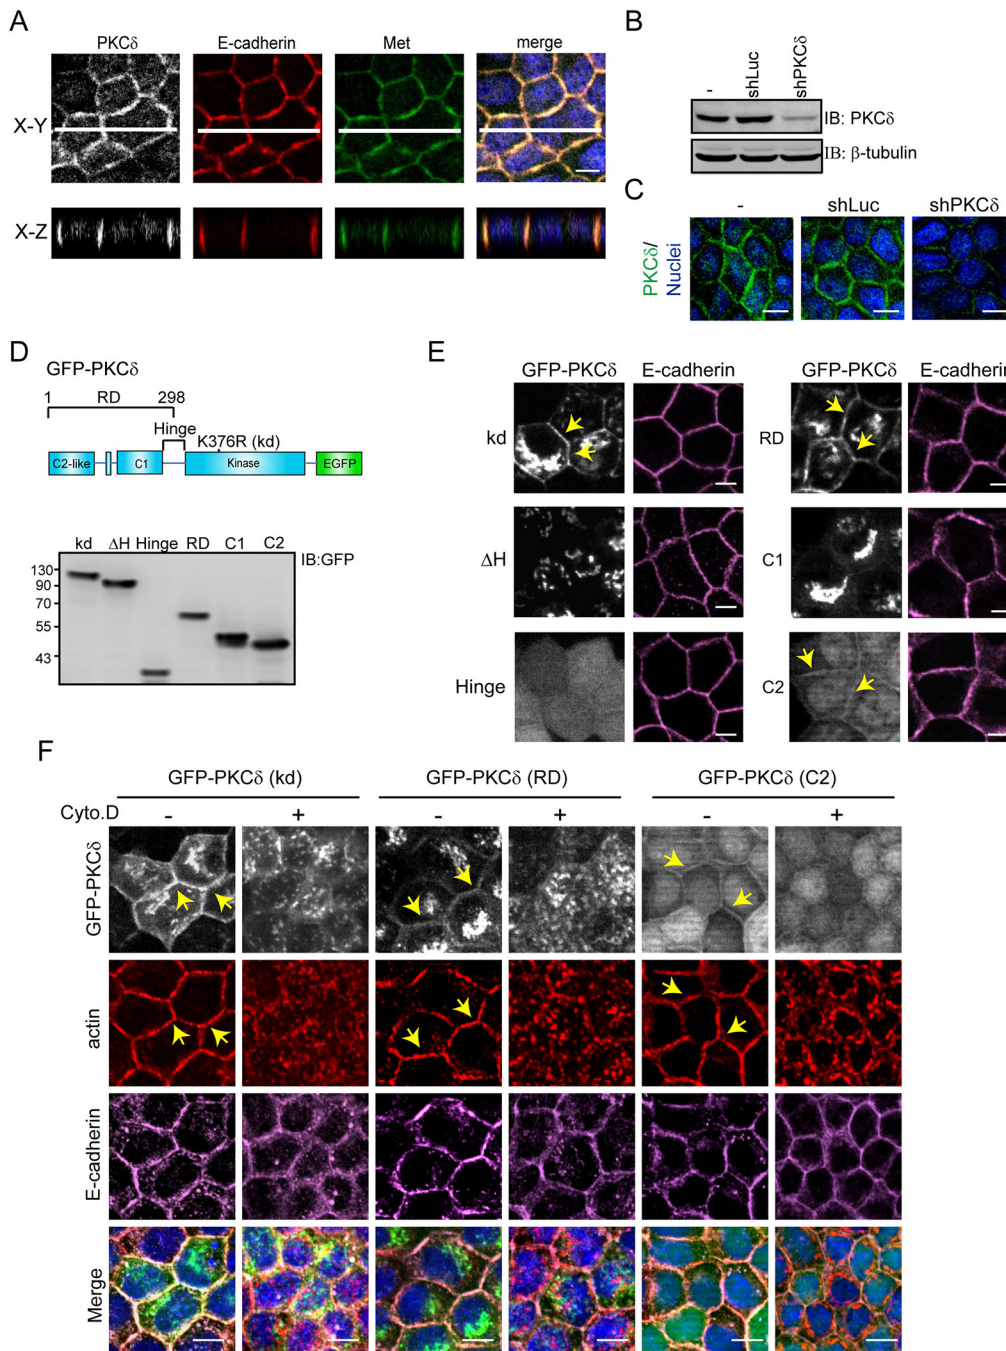 A
PKCδ E-cadherin Met merge
X-Y
X-Z
B
- shLuc shPKCδ
IB: PKCδ
IB: β-tubulin
C
- shLuc shPKCδ
PKCδ/
Nuclei
D
GFP-PKCδ
1 RD 298
Hinge
K376R (kd)
C2-like C1 Kinase EGFP
kd ΔH Hinge RD C1 C2
IB:GFP
130
90
70
55
43
E
GFP-PKCδ E-cadherin GFP-PKCδ E-cadherin
kd RD
ΔH C1
Hinge C2
F
GFP-PKCδ (kd) GFP-PKCδ (RD) GFP-PKCδ (C2)
Cyto.D - + - + - +
GFP-PKCδ
actin
E-cadherin
Merge